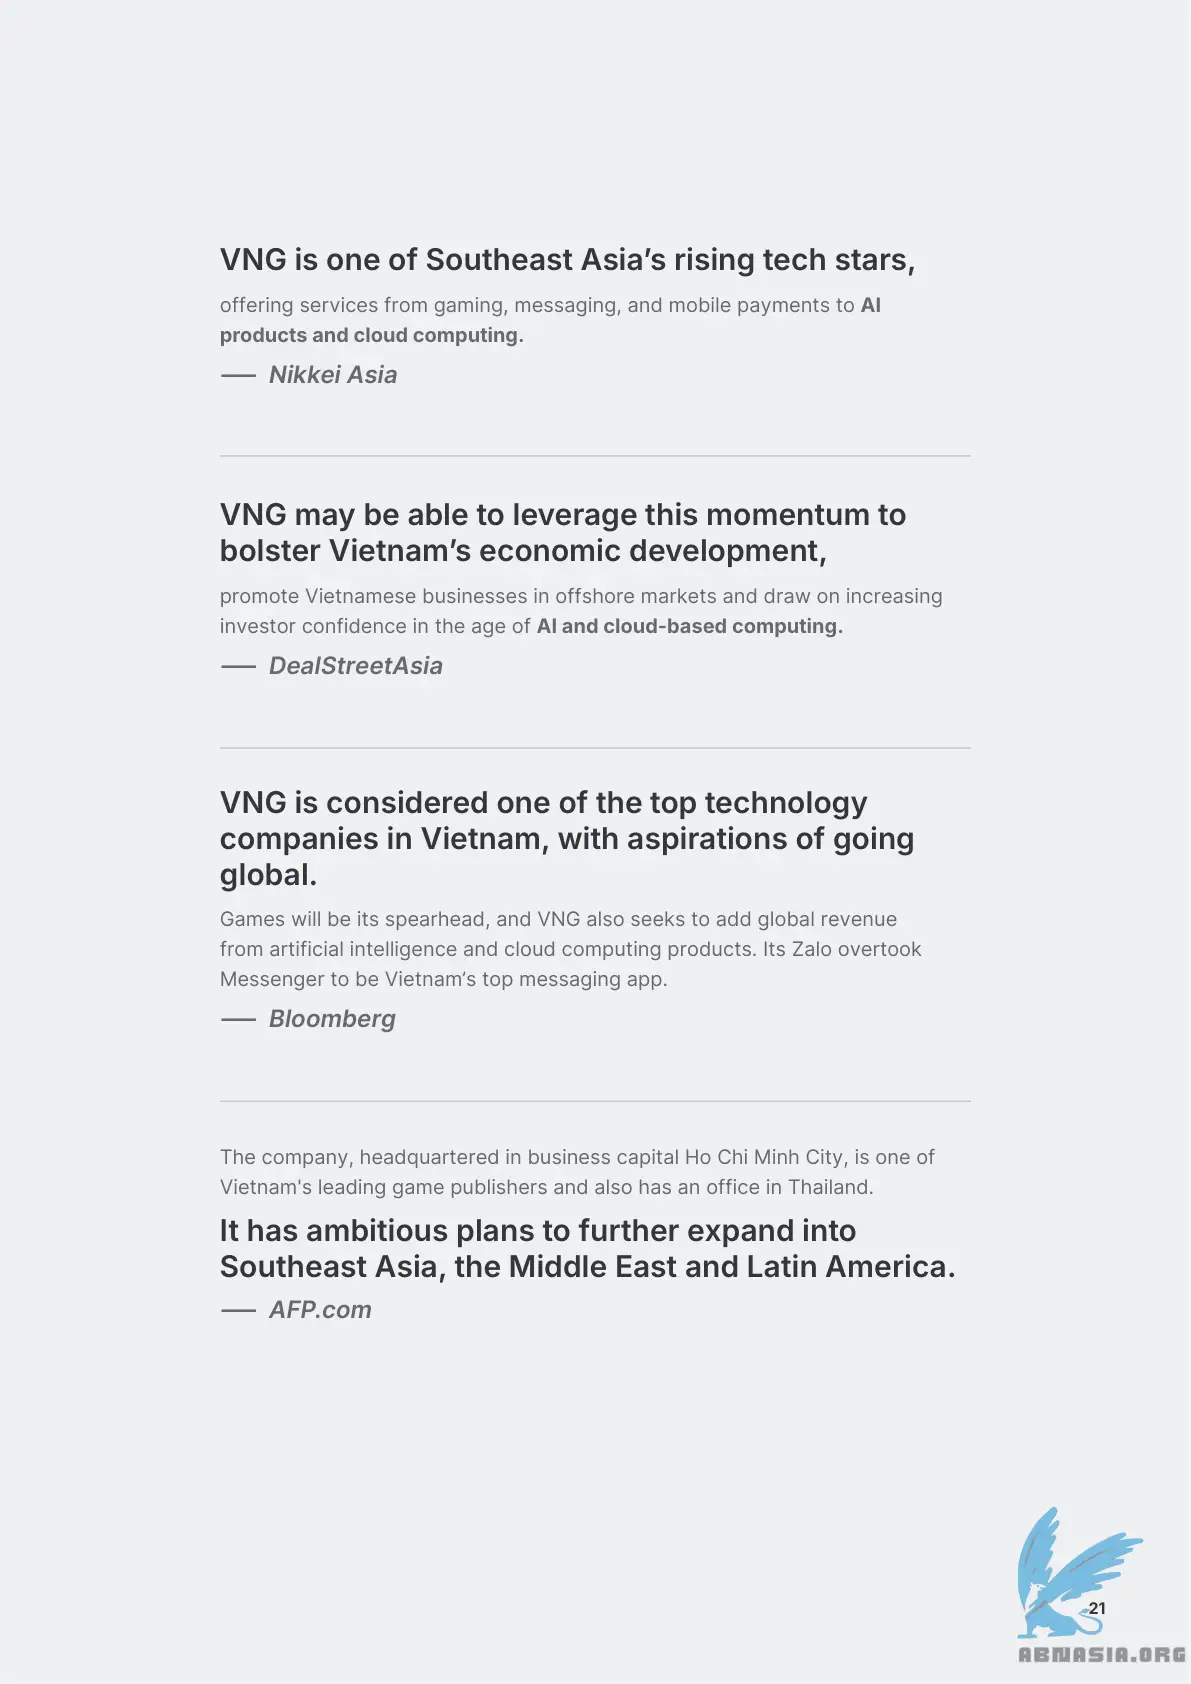 VNG is one of Southeast Asia’s rising tech stars,
offering services from gaming, messaging, and mobile payments to AI
products and cloud computing.
— Nikkei Asia
VNG may be able to leverage this momentum to
bolster Vietnam’s economic development,
promote Vietnamese businesses in offshore markets and draw on increasing
investor confidence in the age of AI and cloud-based computing.
— DealStreetAsia
VNG is considered one of the top technology
companies in Vietnam, with aspirations of going
global.
Games will be its spearhead, and VNG also seeks to add global revenue
from artificial intelligence and cloud computing products. Its Zalo overtook
Messenger to be Vietnam’s top messaging app.
— Bloomberg
The company, headquartered in business capital Ho Chi Minh City, is one of
Vietnam's leading game publishers and also has an office in Thailand.
It has ambitious plans to further expand into
Southeast Asia, the Middle East and Latin America.
— AFP.com
21
ABNASIA.ORG